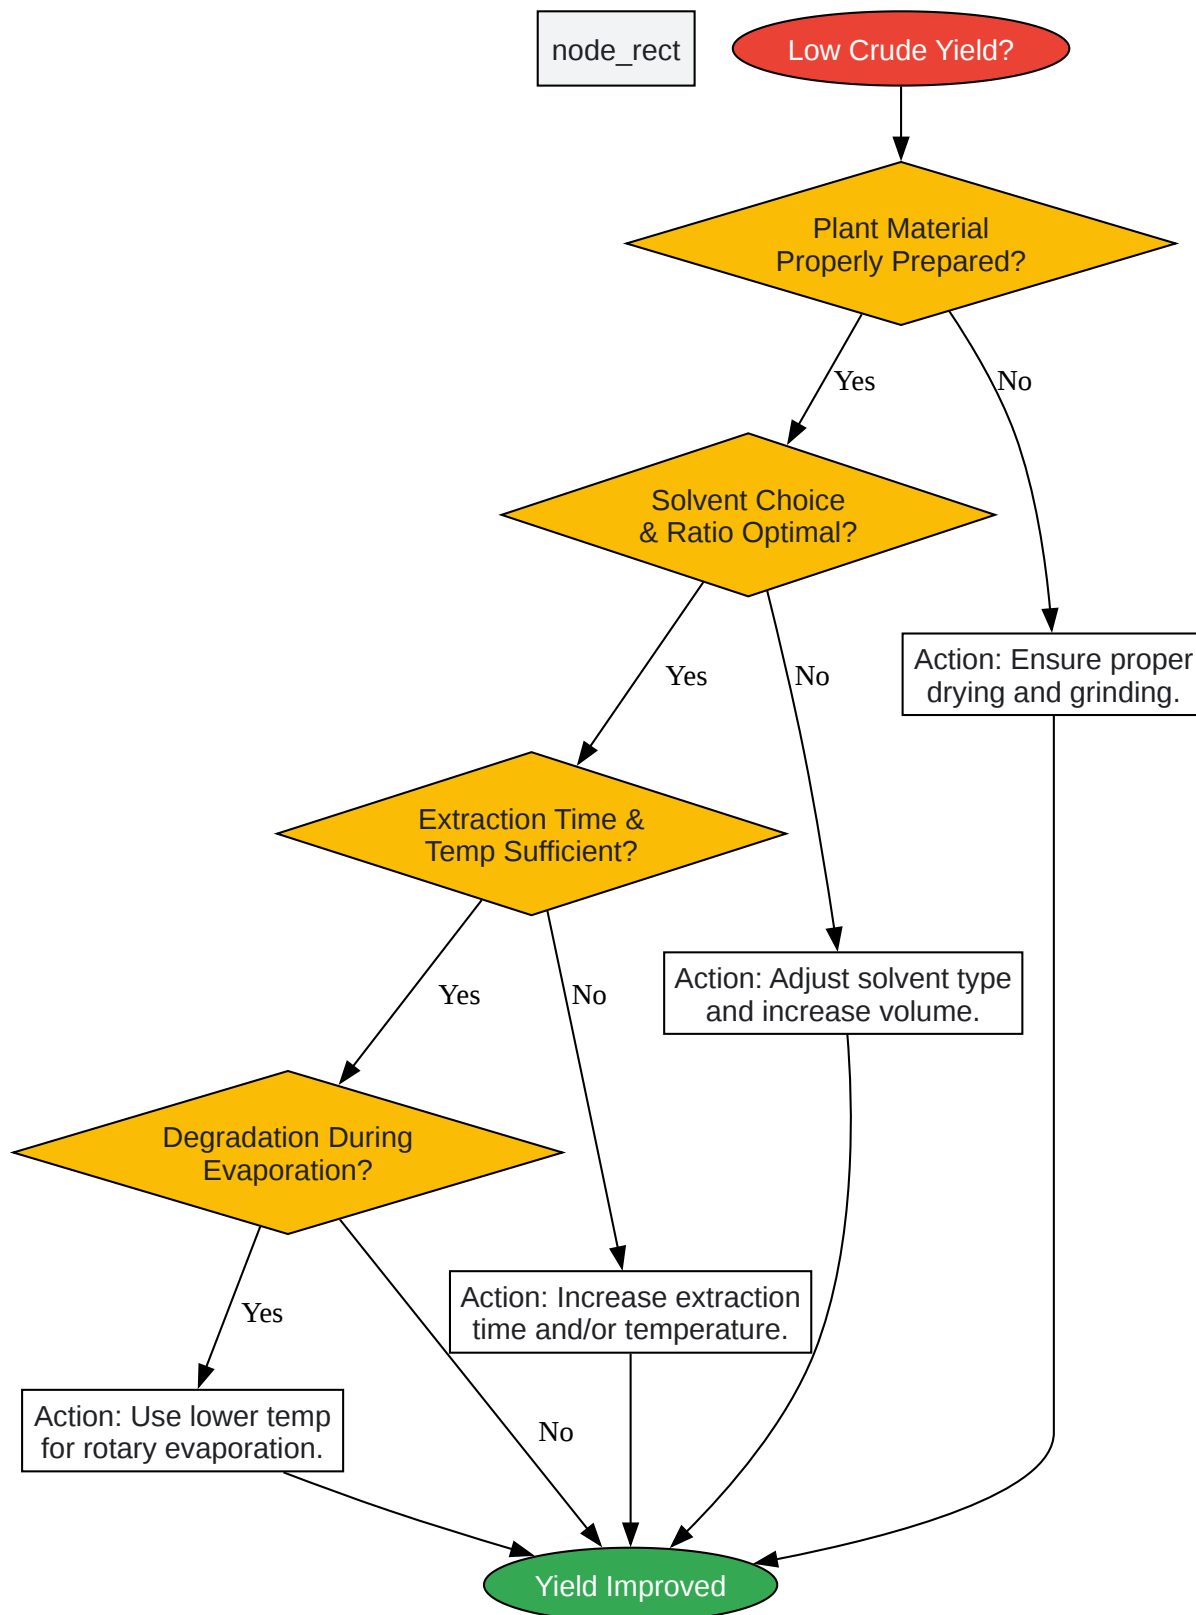 node_rect
Low Crude Yield?
Plant Material
Properly Prepared?
Yes
No
Solvent Choice
& Ratio Optimal?
Yes
No
Action: Ensure proper
drying and grinding.
Extraction Time &
Temp Sufficient?
Yes
No
Action: Adjust solvent type
and increase volume.
Degradation During
Evaporation?
Yes
Action: Increase extraction
time and/or temperature.
No
Action: Use lower temp
for rotary evaporation.
Yield Improved